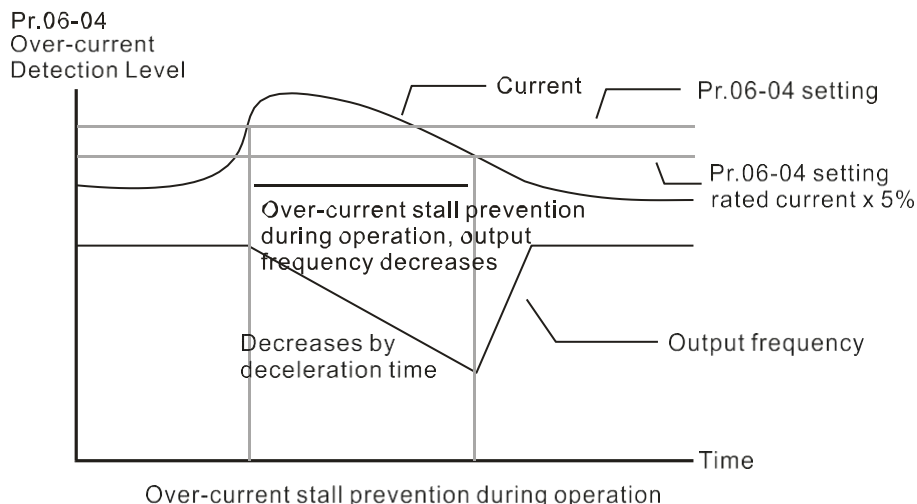 Pr.06-04
Over-current
Detection Level
Current
Pr.06-04 setting
Pr.06-04 setting
rated current x 5%
Over-current stall prevention
during operation, output
frequency decreases
Decreases by
deceleration time
Output frequency
Time
Over-current stall prevention during operation